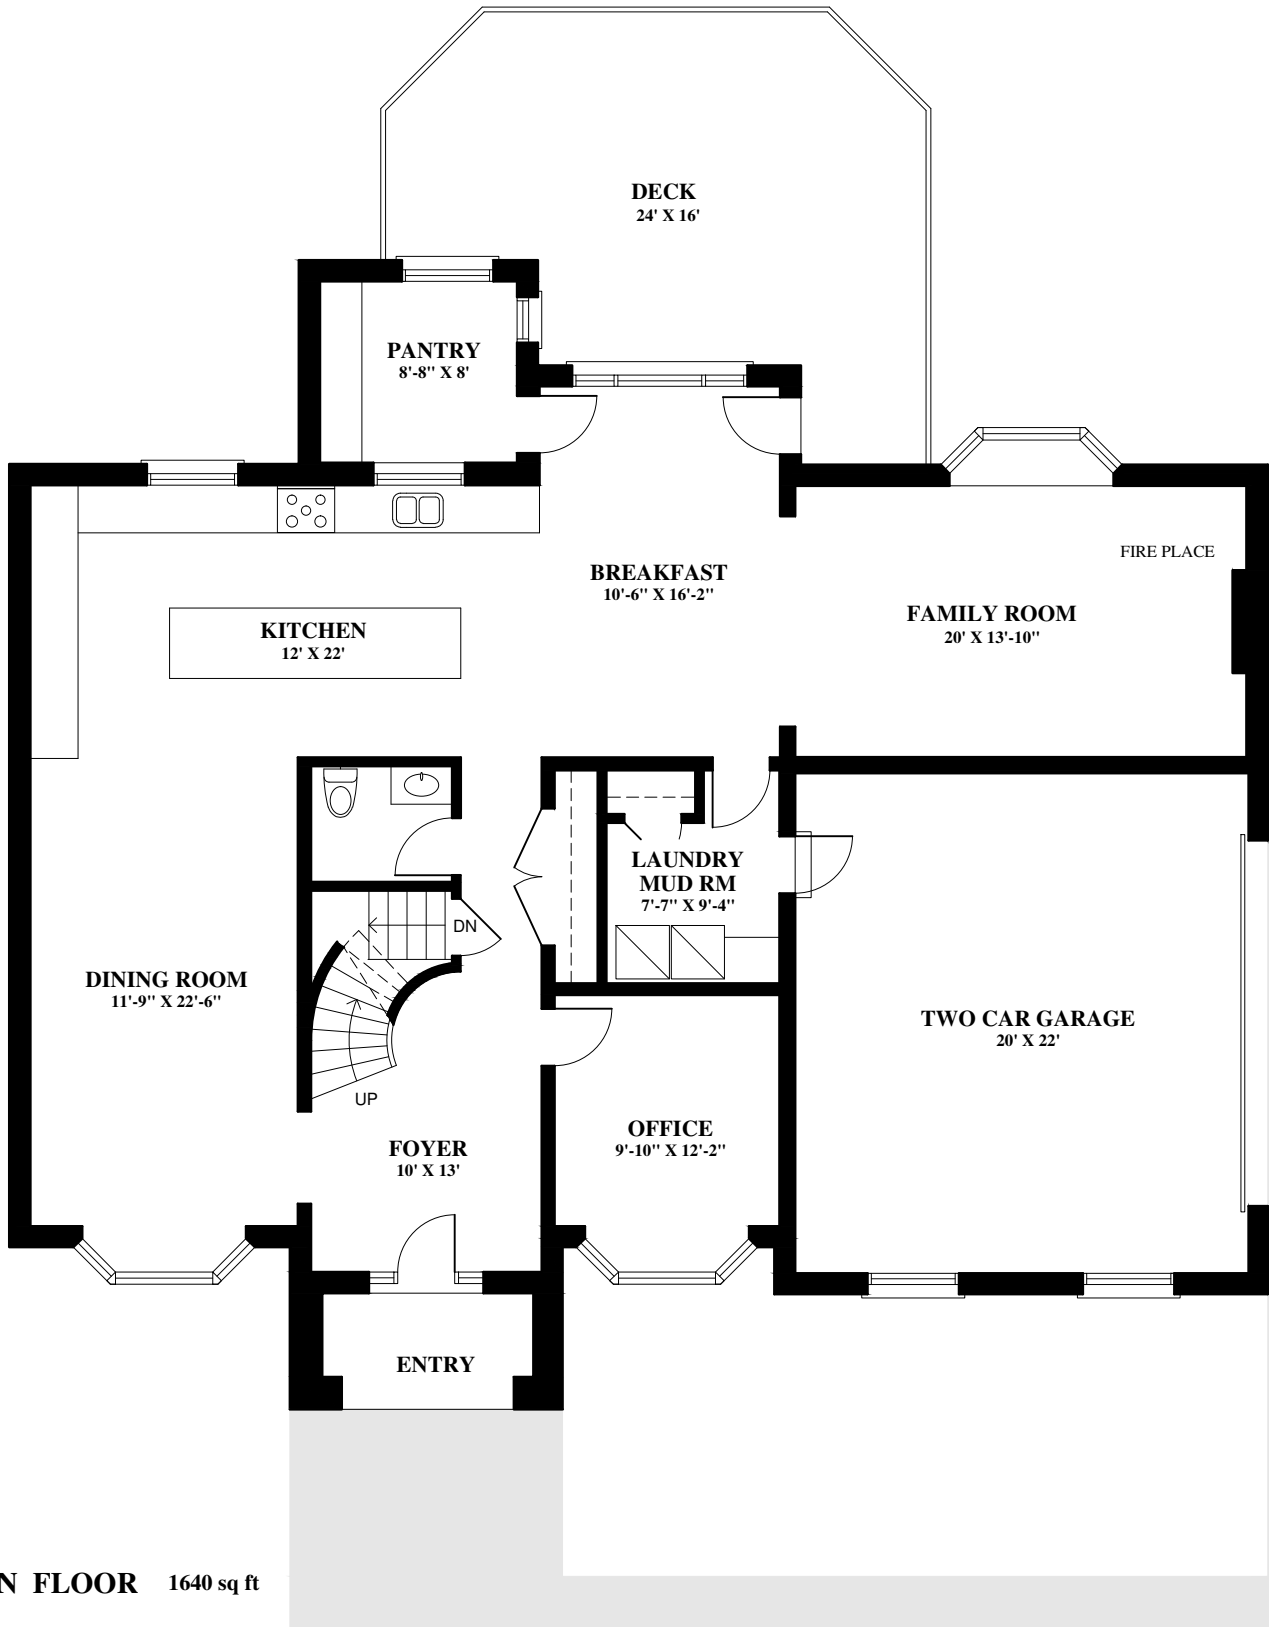 DECK
24' X 16'
PANTRY
8'-8" X 8'
BREAKFAST
10'-6" X 16'-2"
FIRE PLACE
FAMILY ROOM
20' X 13'-10"
KITCHEN
12' X 22'
LAUNDRY
MUD RM
7'-7" X 9'-4"
DN
DINING ROOM
11'-9" X 22'-6"
TWO CAR GARAGE
20' X 22'
UP
OFFICE
9'-10" X 12'-2"
FOYER
10' X 13'
ENTRY
N FLOOR 1640 sq ft